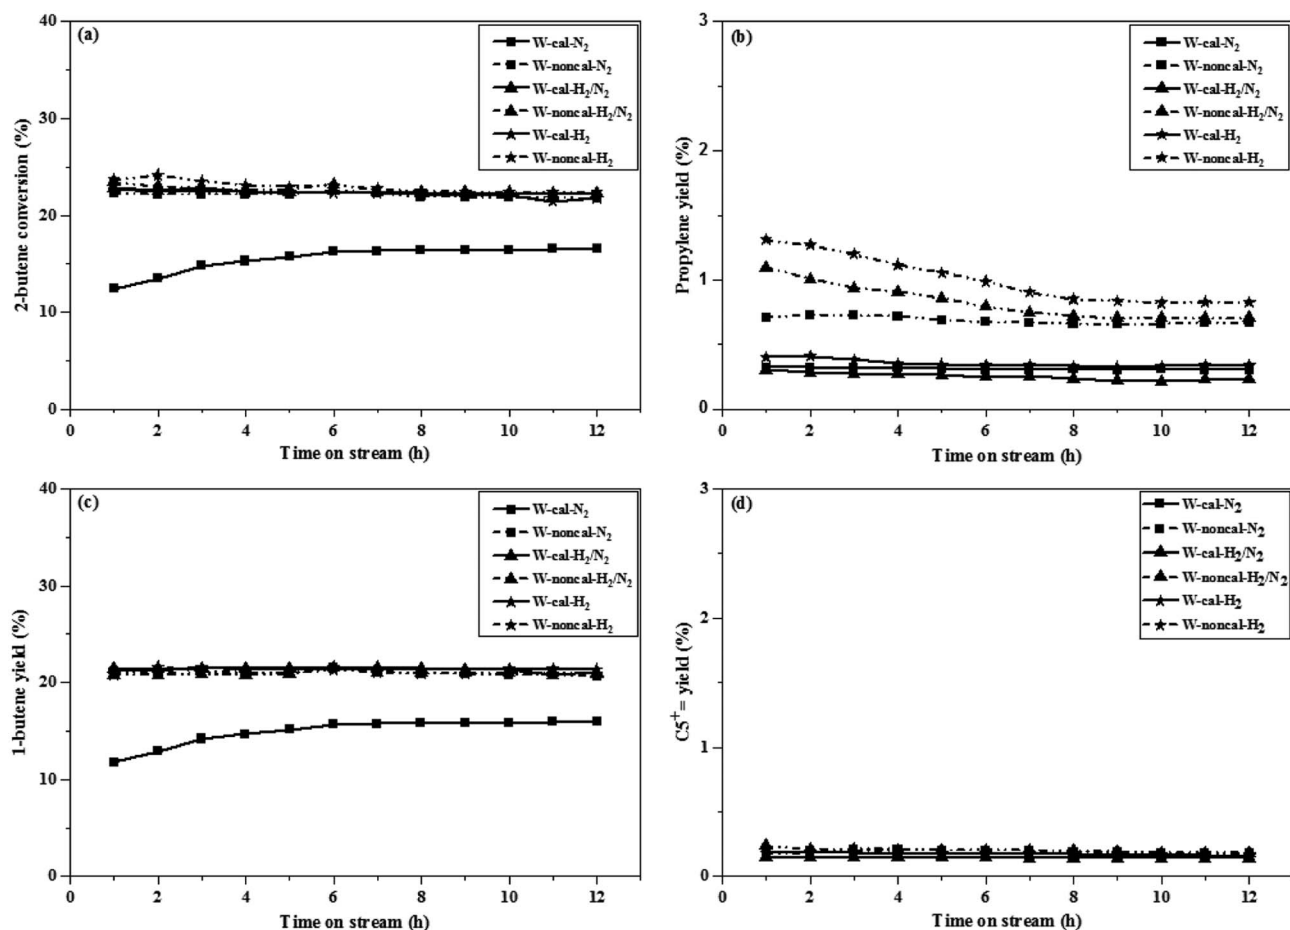 (a)
W-cal-N₂
W-noncal-N₂
W-cal-H₂/N₂
W-noncal-H₂/N₂
W-cal-H₂
W-noncal-H₂
40
30
20
10
0
2-butene conversion (%)
0 2 4 6 8 10 12
Time on stream (h)
(b)
W-cal-N₂
W-noncal-N₂
W-cal-H₂/N₂
W-noncal-H₂/N₂
W-cal-H₂
W-noncal-H₂
3
2
1
0
Propylene yield (%)
0 2 4 6 8 10 12
Time on stream (h)
(c)
W-cal-N₂
W-noncal-N₂
W-cal-H₂/N₂
W-noncal-H₂/N₂
W-cal-H₂
W-noncal-H₂
40
30
20
10
0
1-butene yield (%)
0 2 4 6 8 10 12
Time on stream (h)
(d)
W-cal-N2
W-noncal-N2
W-cal-H2/N2
W-noncal-H2/N2
W-cal-H2
W-noncal-H2
3
2
1
0
C5⁺= yield (%)
0 2 4 6 8 10 12
Time on stream (h)